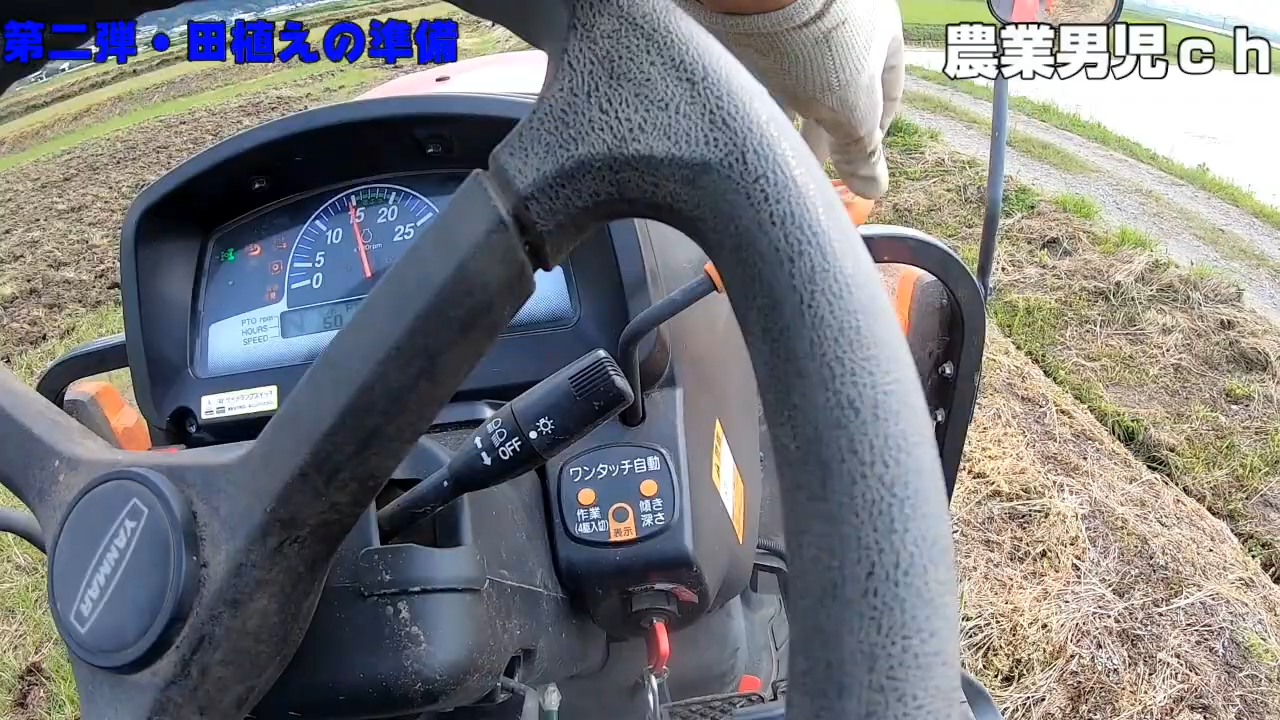 第二弾・田植えの準備
農業男児ch
0
5
10
15
20
25
PTO rpm
HOURS
SPEED
OFF
ワンタッチ自動
作業
(4駆入切)
傾き
深さ
表示
YANMAR